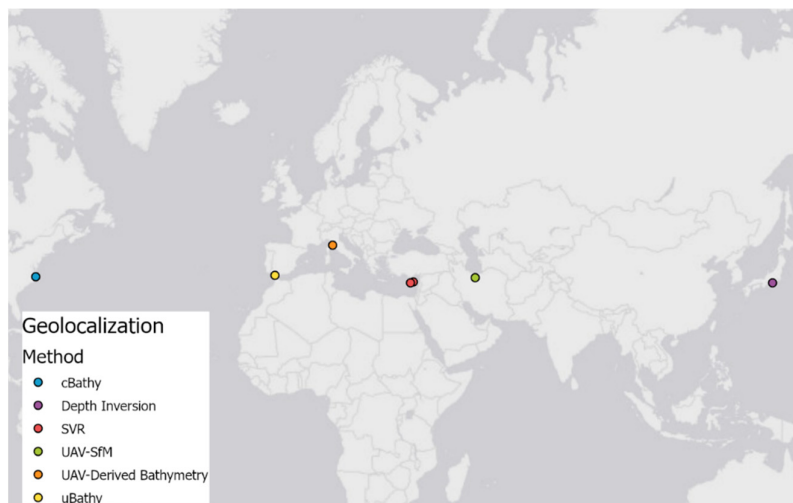 Geolocalization
Method
cBathy
Depth Inversion
SVR
UAV-SfM
UAV-Derived Bathymetry
uBathy